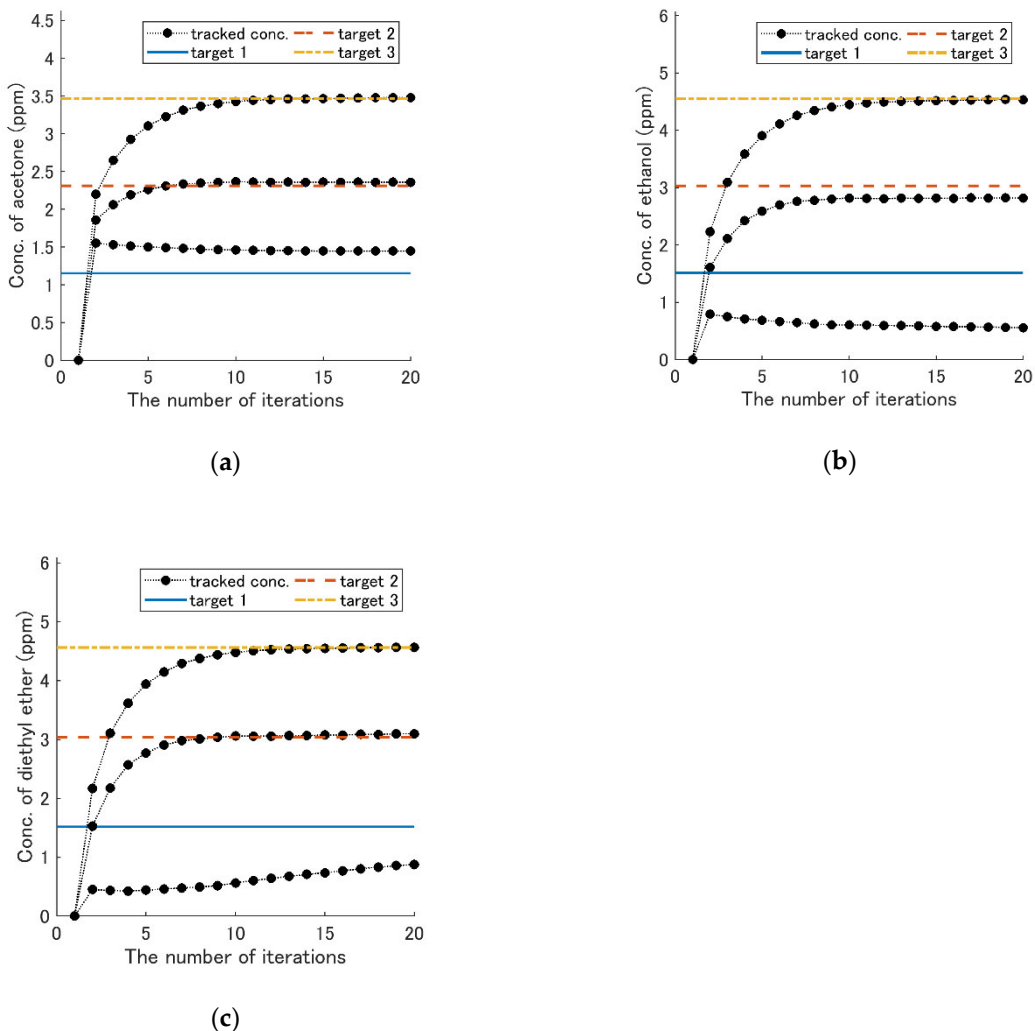 4.5
4
3.5
3
2.5
2
1.5
1
0.5
0
0 5 10 15 20
Conc. of acetone (ppm)
The number of iterations
tracked conc. target 2
target 1 target 3
(a)
6
5
4
3
2
1
0
0 5 10 15 20
Conc. of ethanol (ppm)
The number of iterations
tracked conc. target 2
target 1 target 3
(b)
6
5
4
3
2
1
0
0 5 10 15 20
Conc. of diethyl ether (ppm)
The number of iterations
tracked conc. target 2
target 1 target 3
(c)